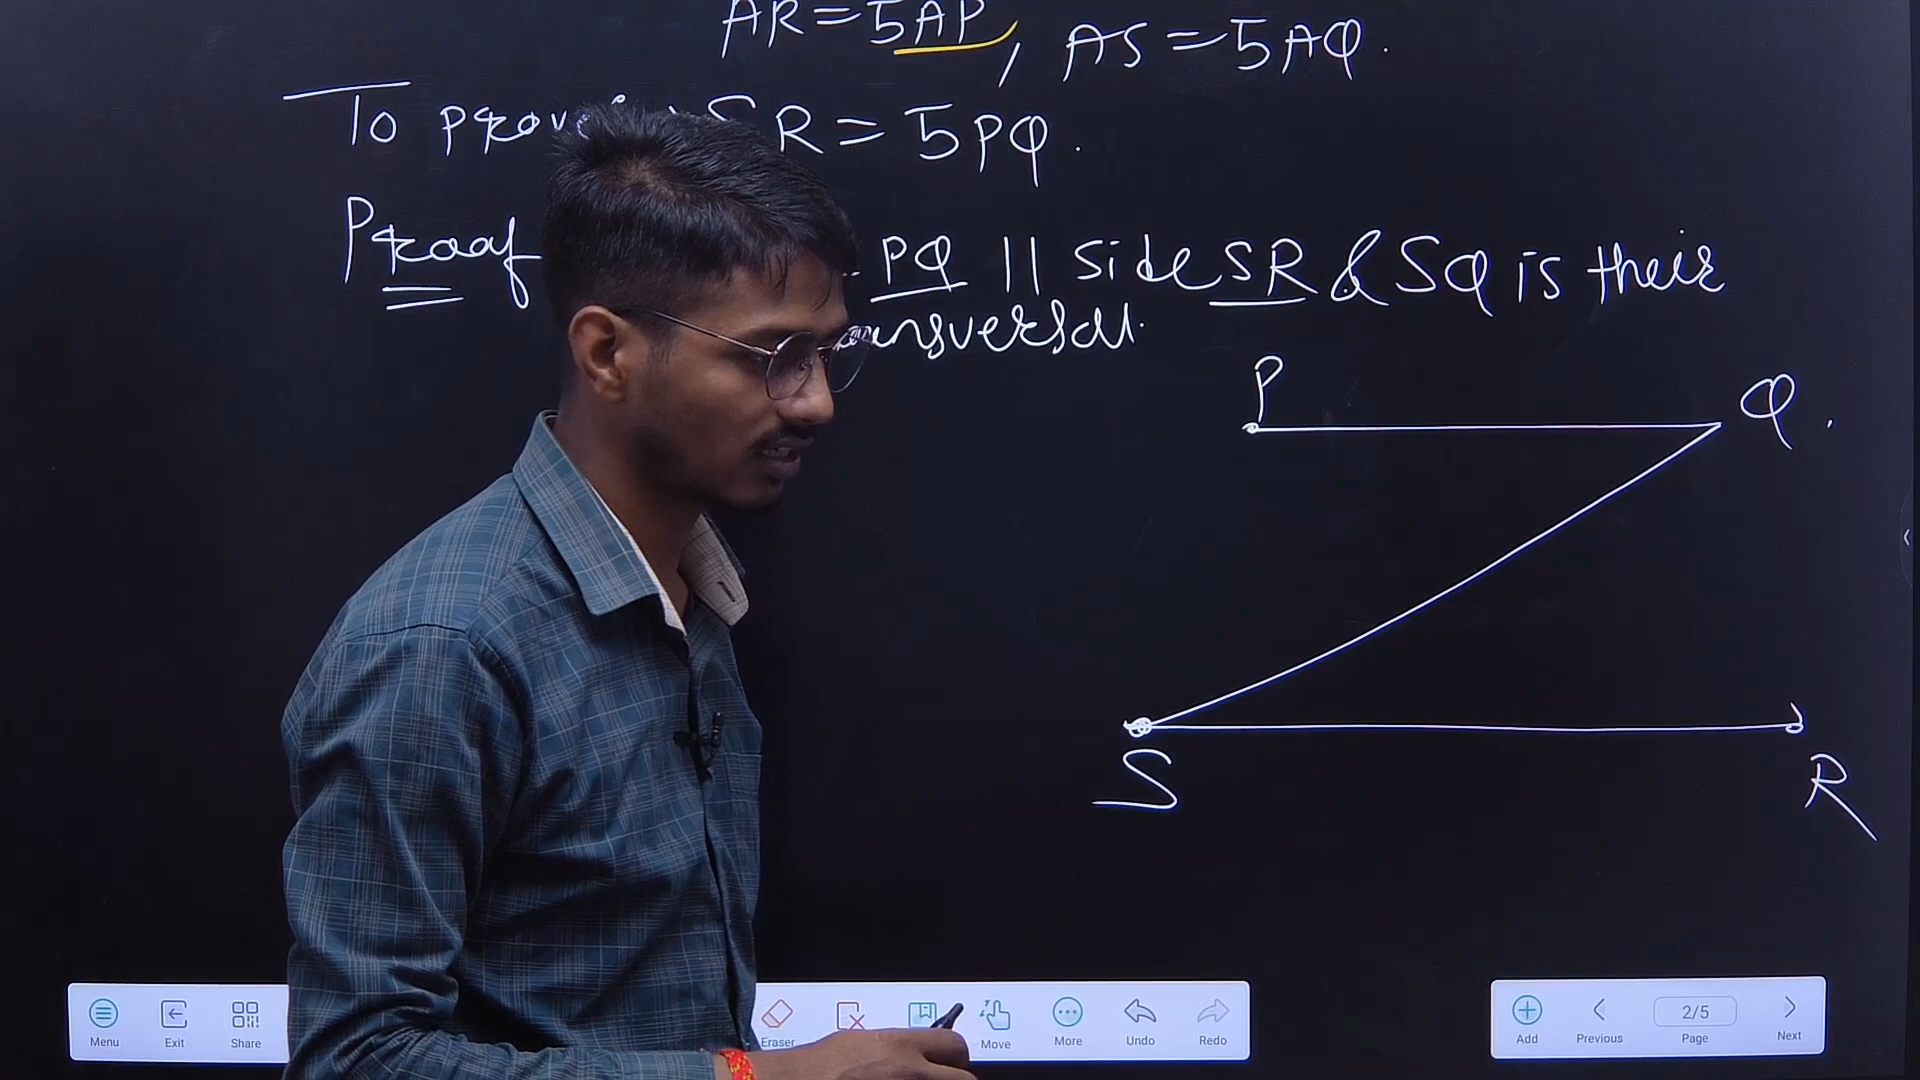 AR = 5AP, AS = 5AQ.
To prove SR = 5PQ.
Proof PQ || side SR & SQ is their
P
Q.
S
R
Menu Exit Share Eraser Move More Undo Redo
Add Previous 2/5 Page Next